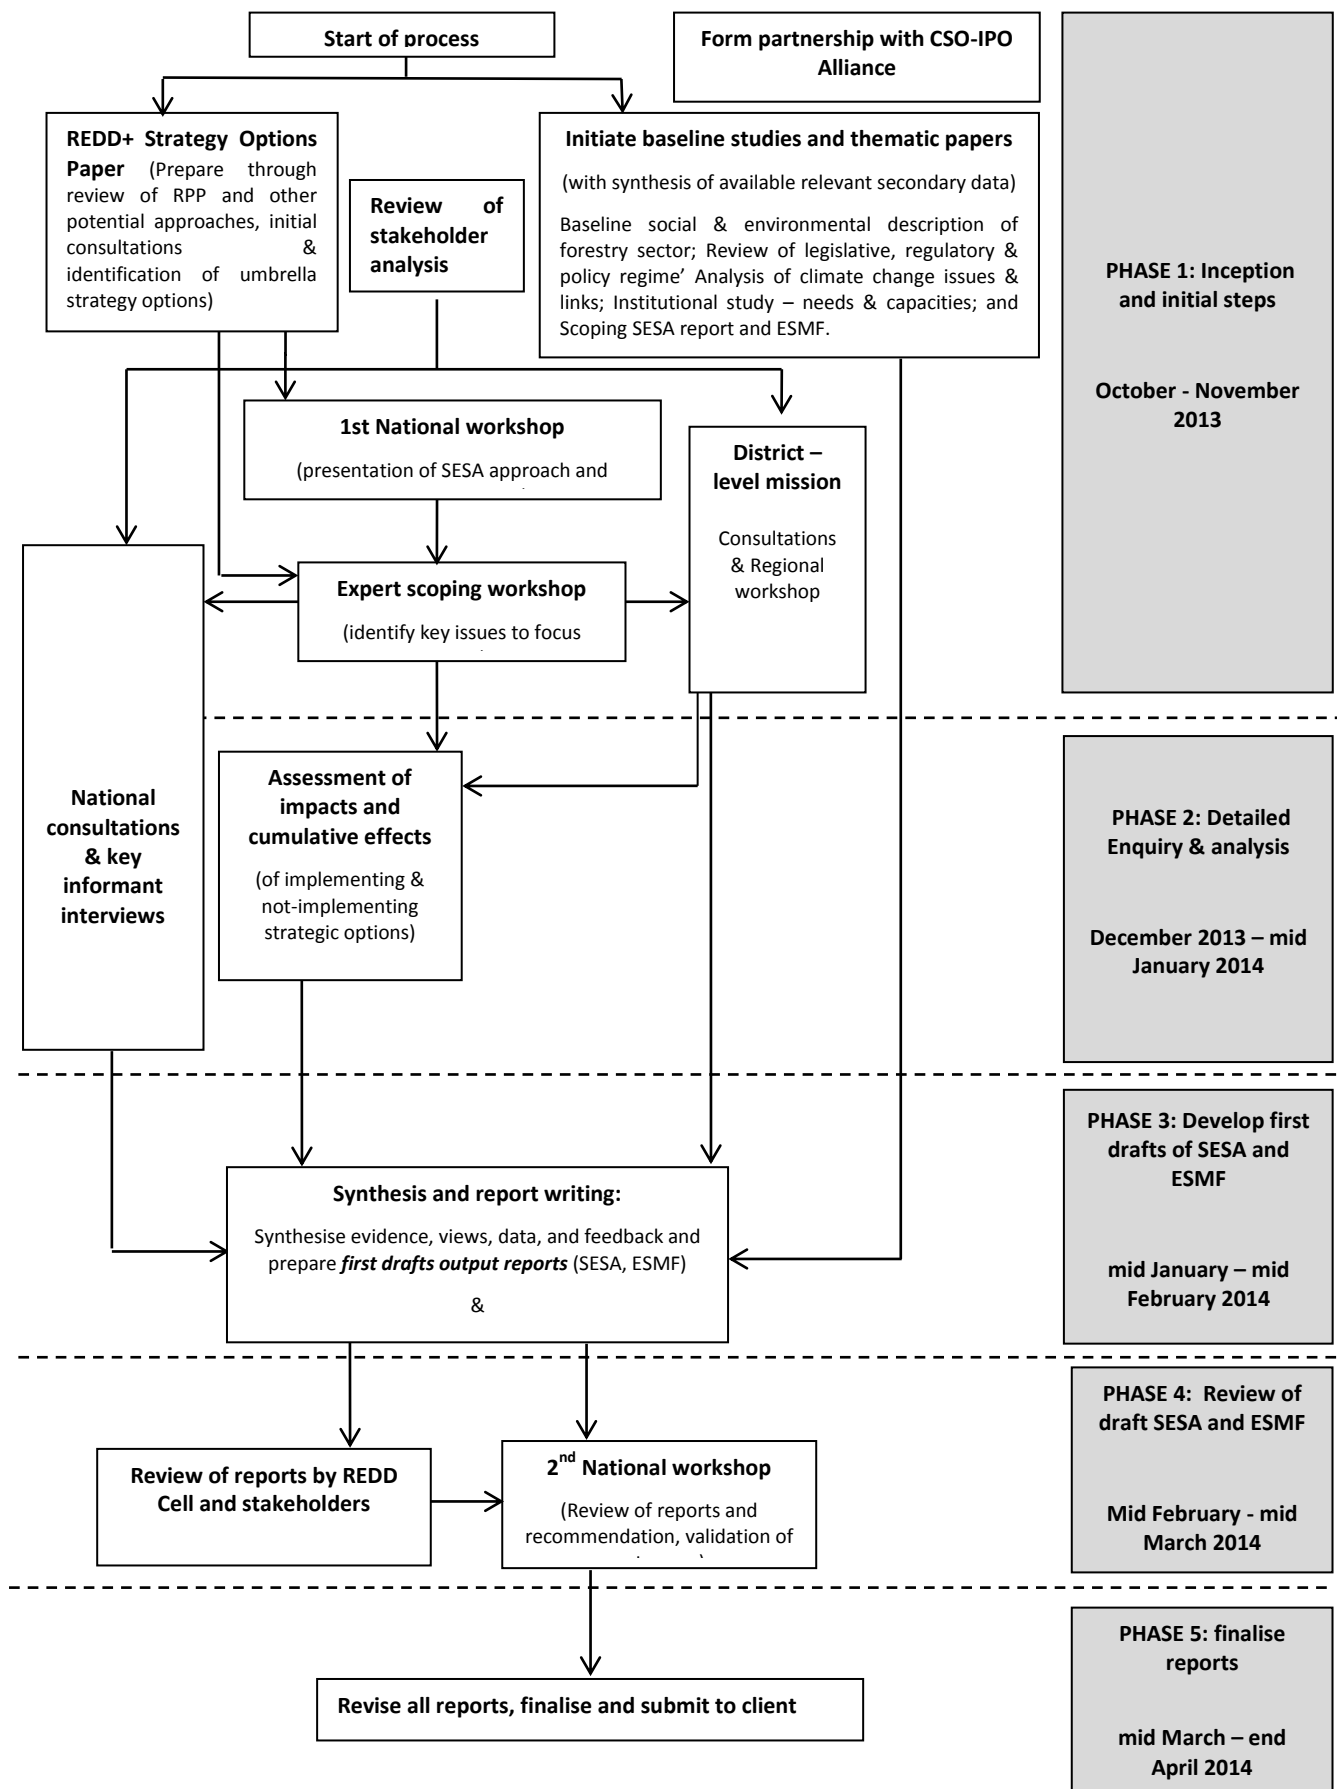 Start of process
Form partnership with CSO-IPO
Alliance
REDD+ Strategy Options
Paper (Prepare through
review of RPP and other
potential approaches, initial
consultations &
identification of umbrella
strategy options)
Review of
stakeholder
analysis
Initiate baseline studies and thematic papers
(with synthesis of available relevant secondary data)
Baseline social & environmental description of
forestry sector; Review of legislative, regulatory &
policy regime’ Analysis of climate change issues &
links; Institutional study – needs & capacities; and
Scoping SESA report and ESMF.
PHASE 1: Inception
and initial steps
October - November
2013
1st National workshop
(presentation of SESA approach and
District –
level mission
Consultations
& Regional
workshop
Expert scoping workshop
(identify key issues to focus
National
consultations
& key
informant
interviews
Assessment of
impacts and
cumulative effects
(of implementing &
not-implementing
strategic options)
PHASE 2: Detailed
Enquiry & analysis
December 2013 – mid
January 2014
Synthesis and report writing:
Synthesise evidence, views, data, and feedback and
prepare first drafts output reports (SESA, ESMF)
&
PHASE 3: Develop first
drafts of SESA and
ESMF
mid January – mid
February 2014
Review of reports by REDD
Cell and stakeholders
2nd National workshop
(Review of reports and
recommendation, validation of
PHASE 4: Review of
draft SESA and ESMF
Mid February - mid
March 2014
Revise all reports, finalise and submit to client
PHASE 5: finalise
reports
mid March – end
April 2014